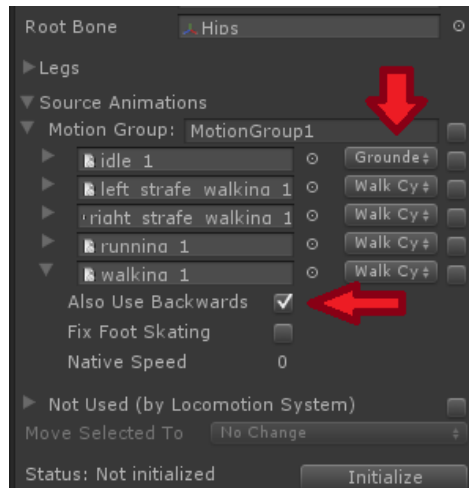 Root Bone Hips
Legs
Source Animations
Motion Group: MotionGroup1
idle_1 Grounde
left_strafe_walking_1 Walk Cy
right_strafe_walking_1 Walk Cy
running_1 Walk Cy
walking_1 Walk Cy
Also Use Backwards
Fix Foot Skating
Native Speed 0
Not Used (by Locomotion System)
Move Selected To No Change
Status: Not initialized Initialize